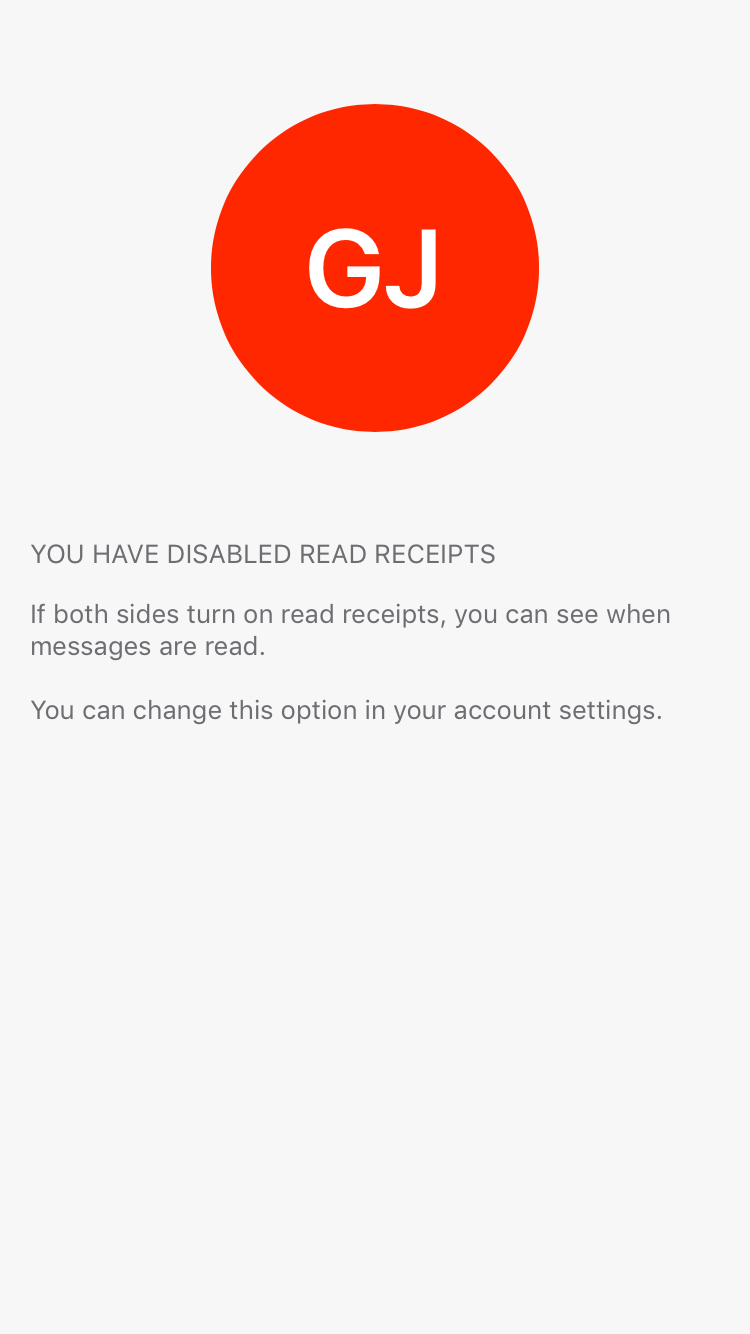 GJ
YOU HAVE DISABLED READ RECEIPTS
If both sides turn on read receipts, you can see when
messages are read.
You can change this option in your account settings.